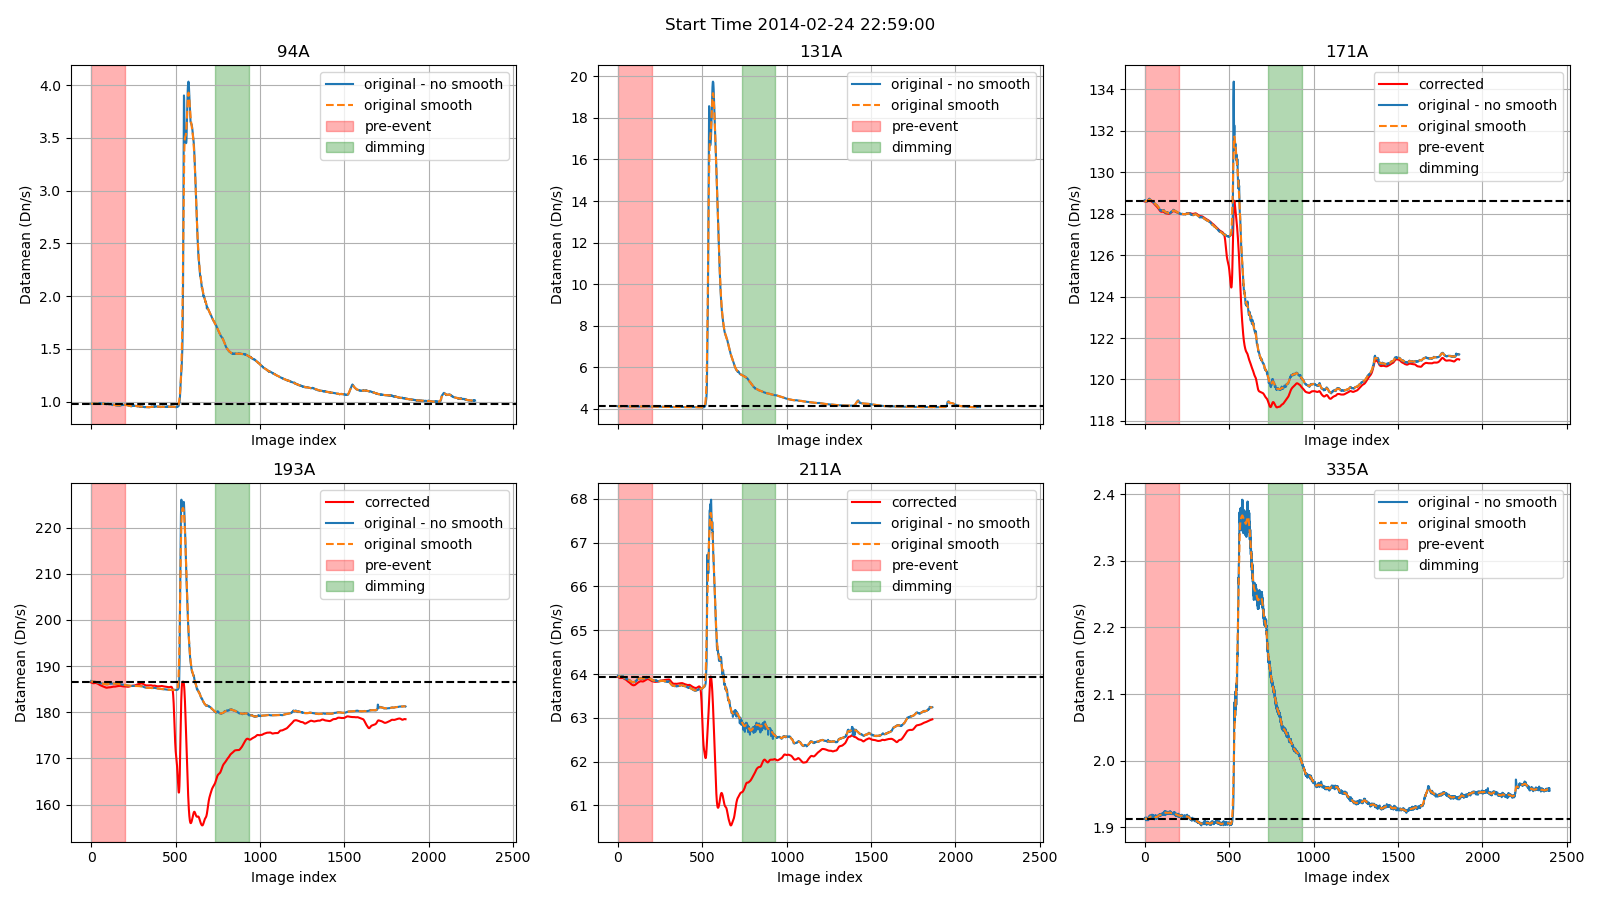 Start Time 2014-02-24 22:59:00
94A
Datamean (Dn/s)
4.0
3.5
3.0
2.5
2.0
1.5
1.0
original - no smooth
original smooth
pre-event
dimming
Image index
131A
Datamean (Dn/s)
20
18
16
14
12
10
8
6
4
original - no smooth
original smooth
pre-event
dimming
Image index
171A
Datamean (Dn/s)
134
132
130
128
126
124
122
120
118
corrected
original - no smooth
original smooth
pre-event
dimming
Image index
193A
Datamean (Dn/s)
220
210
200
190
180
170
160
corrected
original - no smooth
original smooth
pre-event
dimming
0 500 1000 1500 2000 2500
Image index
211A
Datamean (Dn/s)
68
67
66
65
64
63
62
61
corrected
original - no smooth
original smooth
pre-event
dimming
0 500 1000 1500 2000 2500
Image index
335A
Datamean (Dn/s)
2.4
2.3
2.2
2.1
2.0
1.9
original - no smooth
original smooth
pre-event
dimming
0 500 1000 1500 2000 2500
Image index